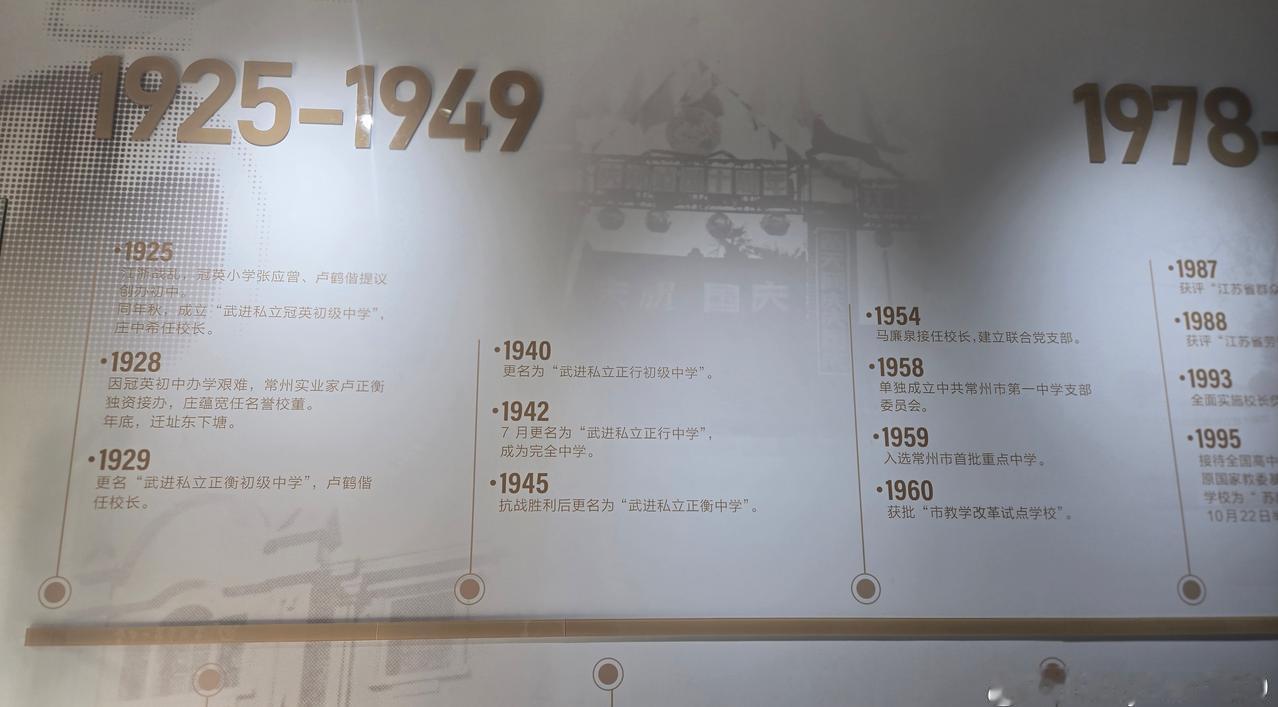 1925-1949
·1925
江浙战乱，冠英小学张应曾、卢鹤偕提议
创办初中。
同年秋，成立“武进私立冠英初级中学”，
庄中希任校长。
·1928
因冠英初中办学艰难，常州实业家卢正衡
独资接办，庄蕴宽任名誉校董。
年底，迁址东下塘。
·1929
更名“武进私立正衡初级中学”，卢鹤偕
任校长。
·1940
更名为“武进私立正行初级中学”。
·1942
7 月更名为“武进私立正行中学”，
成为完全中学。
·1945
抗战胜利后更名为“武进私立正衡中学”。
国庆
·1954
马廉泉接任校长，建立联合党支部。
·1958
单独成立中共常州市第一中学支部
委员会。
·1959
入选常州市首批重点中学。
·1960
获批“市教学改革试点学校”。
1978-
·1987
获评“江苏省群众
·1988
获评“江苏省劳
·1993
全面实施校长负
·1995
接待全国高中
原国家教委基
学校为“苏
10月22日